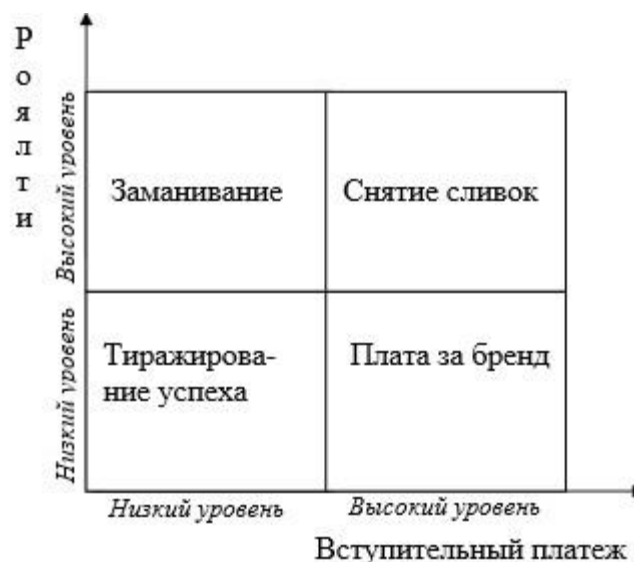 Роялти
Высокий уровень
Заманивание
Снятие сливок
Низкий уровень
Тиражирова-
ние успеха
Плата за бренд
Низкий уровень
Высокий уровень
Вступительный платеж